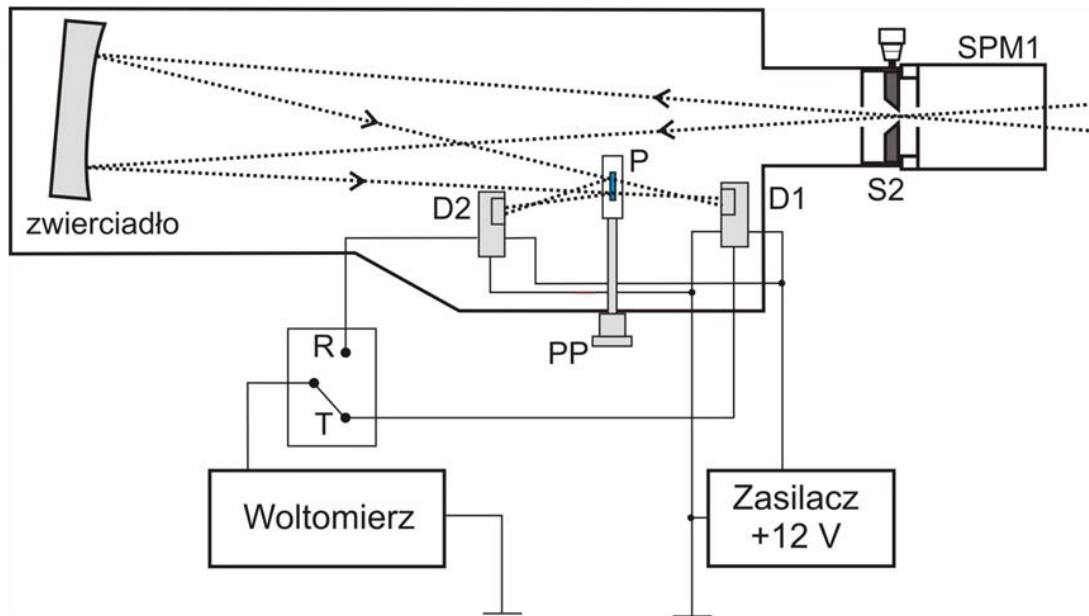 SPM1
S2
P
D2
D1
zwierciadło
R
PP
T
Woltomierz
Zasilacz
+12 V